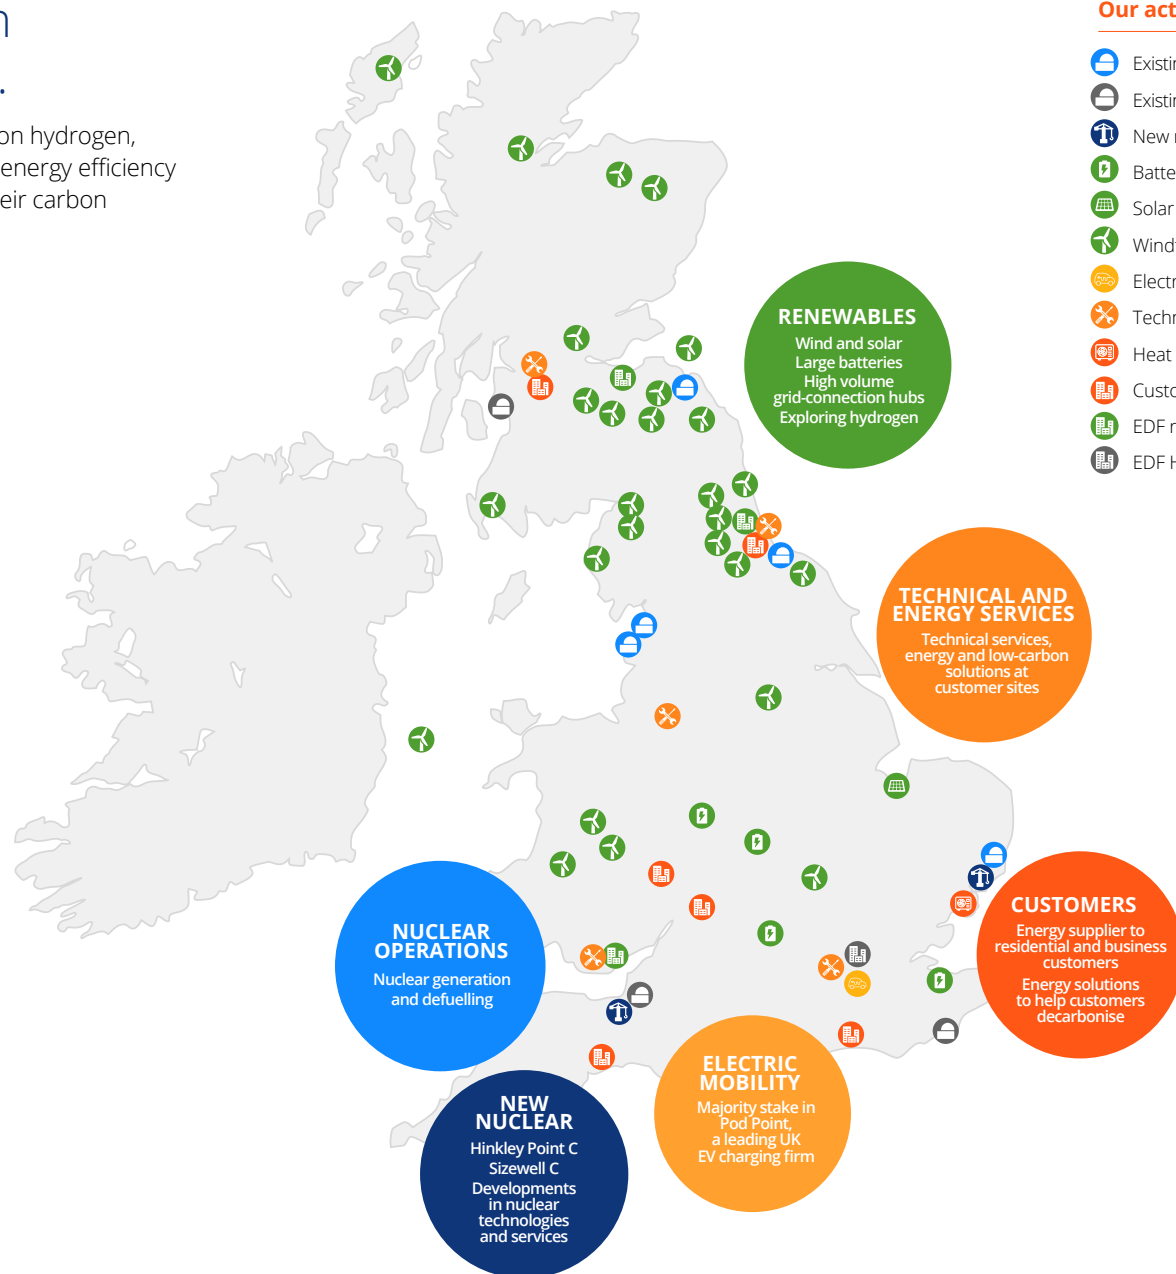 on hydrogen,
energy efficiency
eir carbon
Our act
Existin
Existin
New
Batte
Solar
Wind
Electr
Techn
Heat
Custo
EDF
EDF H
RENEWABLES
Wind and solar
Large batteries
High volume
grid-connection hubs
Exploring hydrogen
TECHNICAL AND
ENERGY SERVICES
Technical services,
energy and low-carbon
solutions at
customer sites
NUCLEAR
OPERATIONS
Nuclear generation
and defuelling
CUSTOMERS
Energy supplier to
residential and business
customers
Energy solutions
to help customers
decarbonise
ELECTRIC
MOBILITY
Majority stake in
Pod Point,
a leading UK
EV charging firm
NEW
NUCLEAR
Hinkley Point C
Sizewell C
Developments
in nuclear
technologies
and services